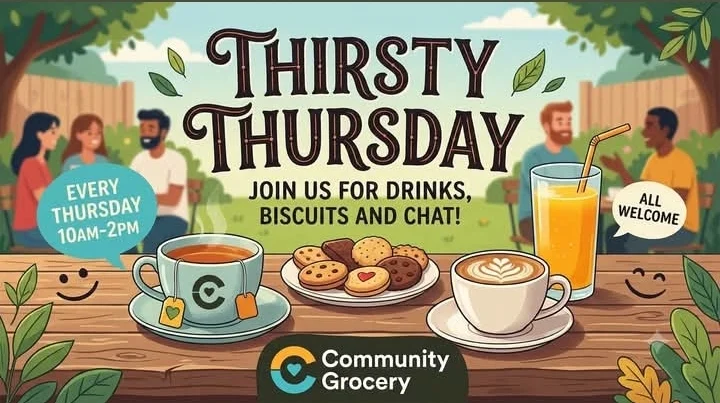 THIRSTY
THURSDAY
JOIN US FOR DRINKS,
BISCUITS AND CHAT!
EVERY
THURSDAY
10AM-2PM
ALL
WELCOME
Community
Grocery